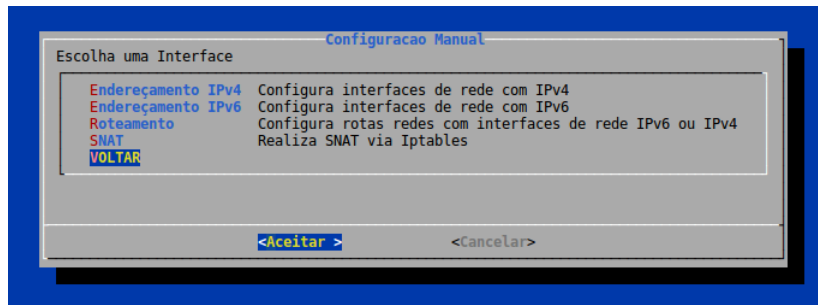 Configuracao Manual
Escolha uma Interface
Endereçamento IPv4 Configura interfaces de rede com IPv4
Endereçamento IPv6 Configura interfaces de rede com IPv6
Roteamento Configura rotas redes com interfaces de rede IPv6 ou IPv4
SNAT Realiza SNAT via Iptables
VOLTAR
<Aceitar > <Cancelar>